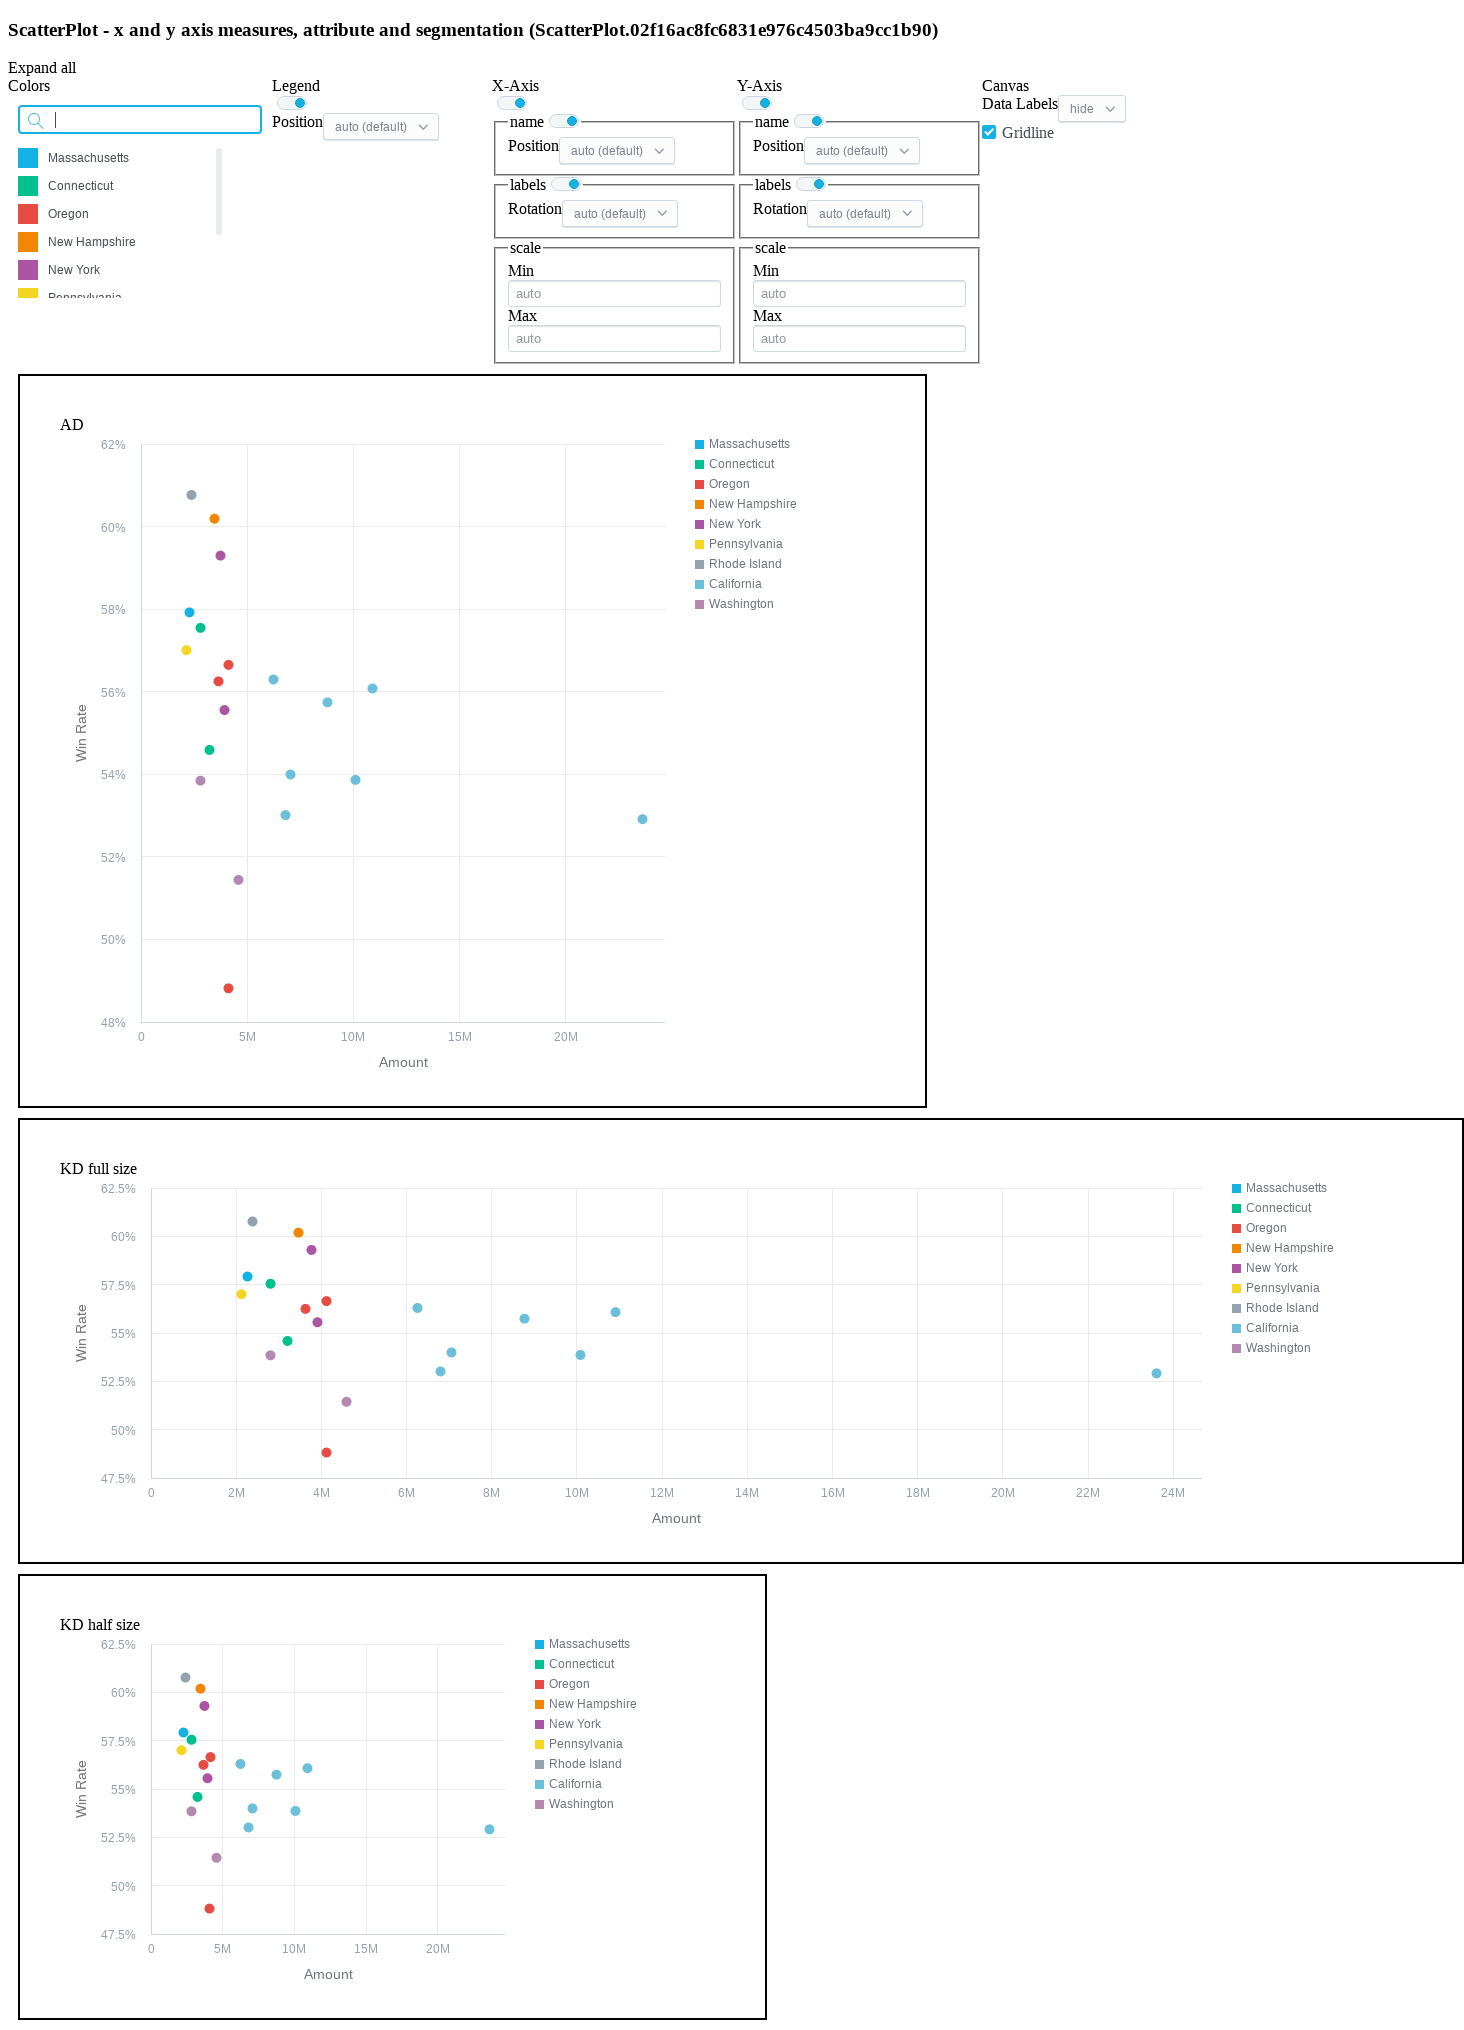 ScatterPlot - x and y axis measures, attribute and segmentation (ScatterPlot.02f16ac8fc6831e976c4503ba9cc1b90)
Expand all
Colors
Massachusetts
Connecticut
Oregon
New Hampshire
New York
Pennsylvania
Legend
Position auto (default)
X-Axis
name
Position auto (default)
labels
Rotation auto (default)
scale
Min
auto
Max
auto
Y-Axis
name
Position auto (default)
labels
Rotation auto (default)
scale
Min
auto
Max
auto
Canvas
Data Labels hide
Gridline
AD
62%
60%
58%
56%
54%
52%
50%
48%
Win Rate
0 5M 10M 15M 20M
Amount
Massachusetts
Connecticut
Oregon
New Hampshire
New York
Pennsylvania
Rhode Island
California
Washington
KD full size
62.5%
60%
57.5%
55%
52.5%
50%
47.5%
Win Rate
0 2M 4M 6M 8M 10M 12M 14M 16M 18M 20M 22M 24M
Amount
Massachusetts
Connecticut
Oregon
New Hampshire
New York
Pennsylvania
Rhode Island
California
Washington
KD half size
62.5%
60%
57.5%
55%
52.5%
50%
47.5%
Win Rate
0 5M 10M 15M 20M
Amount
Massachusetts
Connecticut
Oregon
New Hampshire
New York
Pennsylvania
Rhode Island
California
Washington